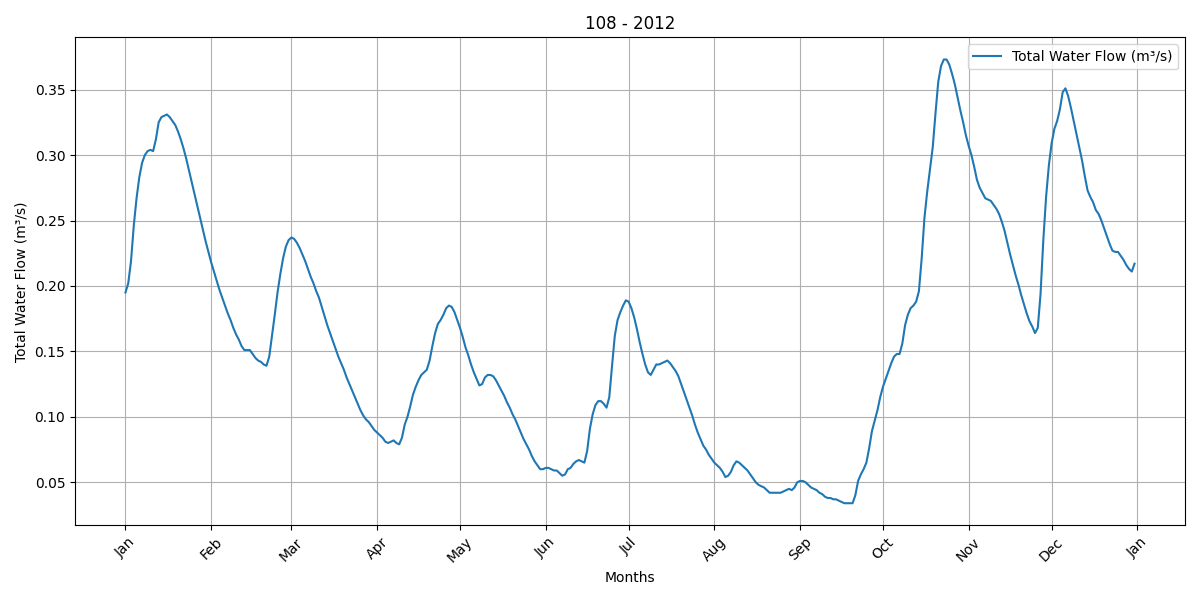 108 - 2012
Total Water Flow (m³/s)
Total Water Flow (m³/s)
0.35
0.30
0.25
0.20
0.15
0.10
0.05
Jan Feb Mar Apr May Jun Jul Aug Sep Oct Nov Dec Jan
Months